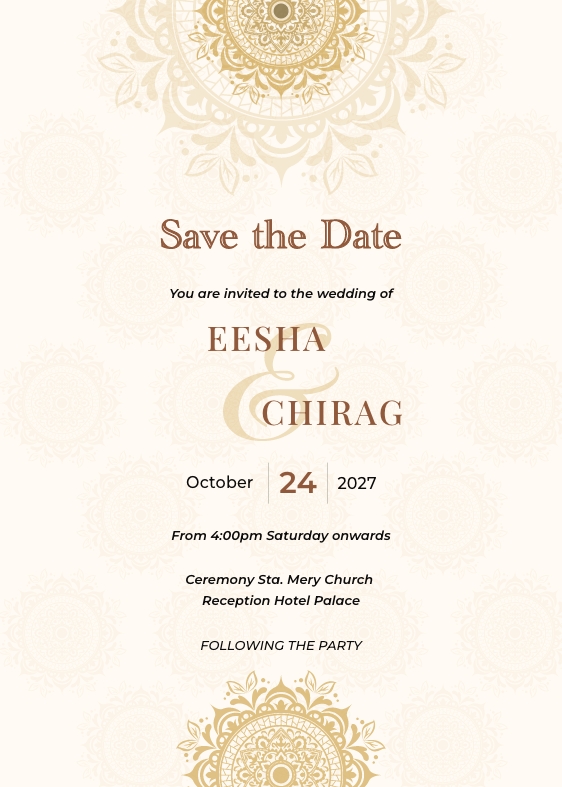 Save the Date
You are invited to the wedding of
EESHA
&
CHIRAG
October 24 2027
From 4:00pm Saturday onwards
Ceremony Sta. Mery Church
Reception Hotel Palace
FOLLOWING THE PARTY